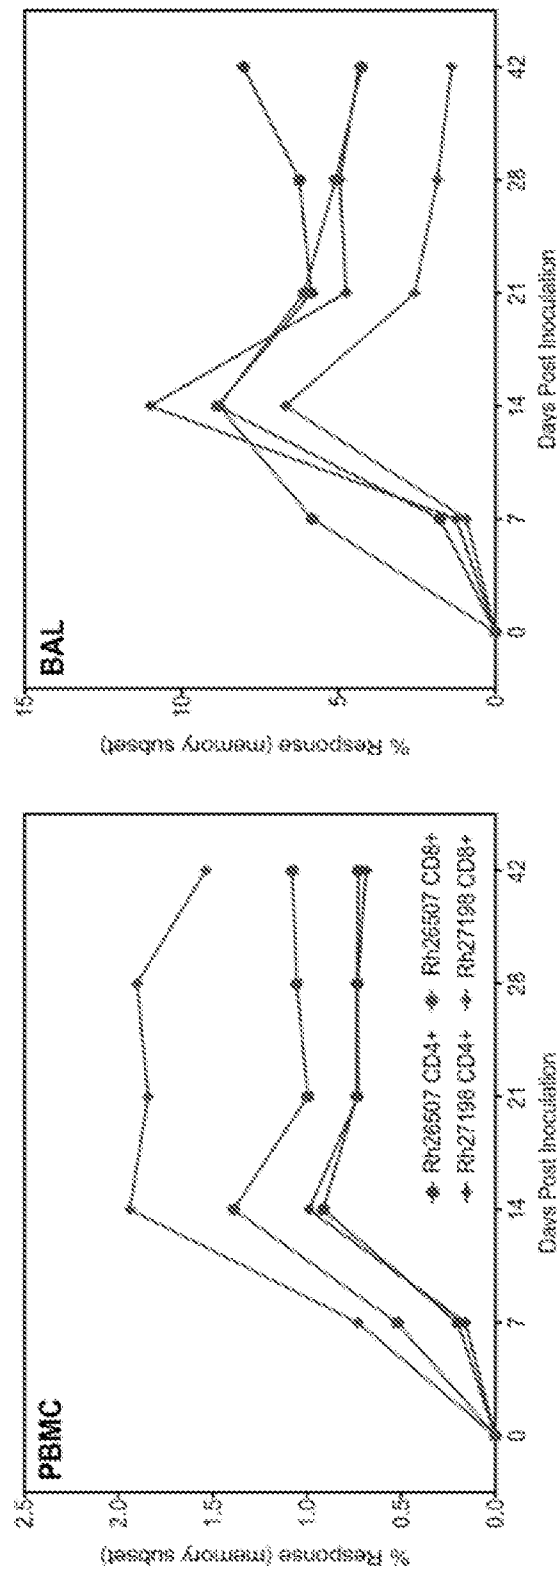 PBMC
% Response (memory subset)
2.5
2.0
1.5
1.0
0.5
0.0
Rh26507 CD4+ Rh26507 CD8+
Rh27198 CD4+ Rh27198 CD8+
0 7 14 21 28 42
Days Post Inoculation
BAL
% Response (memory subset)
15
10
5
0
0 7 14 21 28 42
Days Post Inoculation